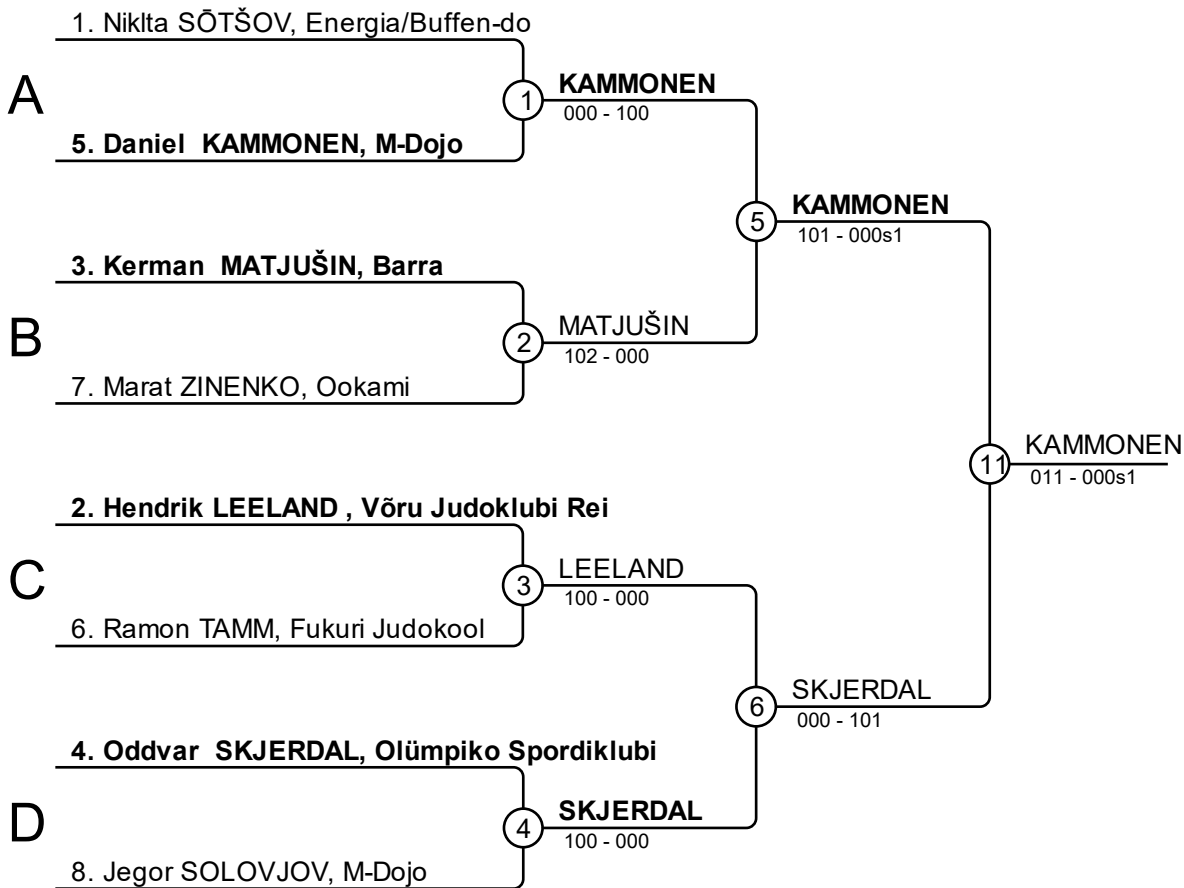 1. Nikita SÕTŠOV, Energia/Buffen-do
A
1
KAMMONEN
000 - 100
5. Daniel  KAMMONEN, M-Dojo
5
KAMMONEN
101 - 000s1
3. Kerman  MATJUŠIN, Barra
B
2
MATJUŠIN
102 - 000
7. Marat ZINENKO, Ookami
11
KAMMONEN
011 - 000s1
2. Hendrik LEELAND , Võru Judoklubi Rei
C
3
LEELAND
100 - 000
6. Ramon TAMM, Fukuri Judokool
6
SKJERDAL
000 - 101
4. Oddvar  SKJERDAL, Olümpiko Spordiklubi
D
4
SKJERDAL
100 - 000
8. Jegor SOLOVJOV, M-Dojo